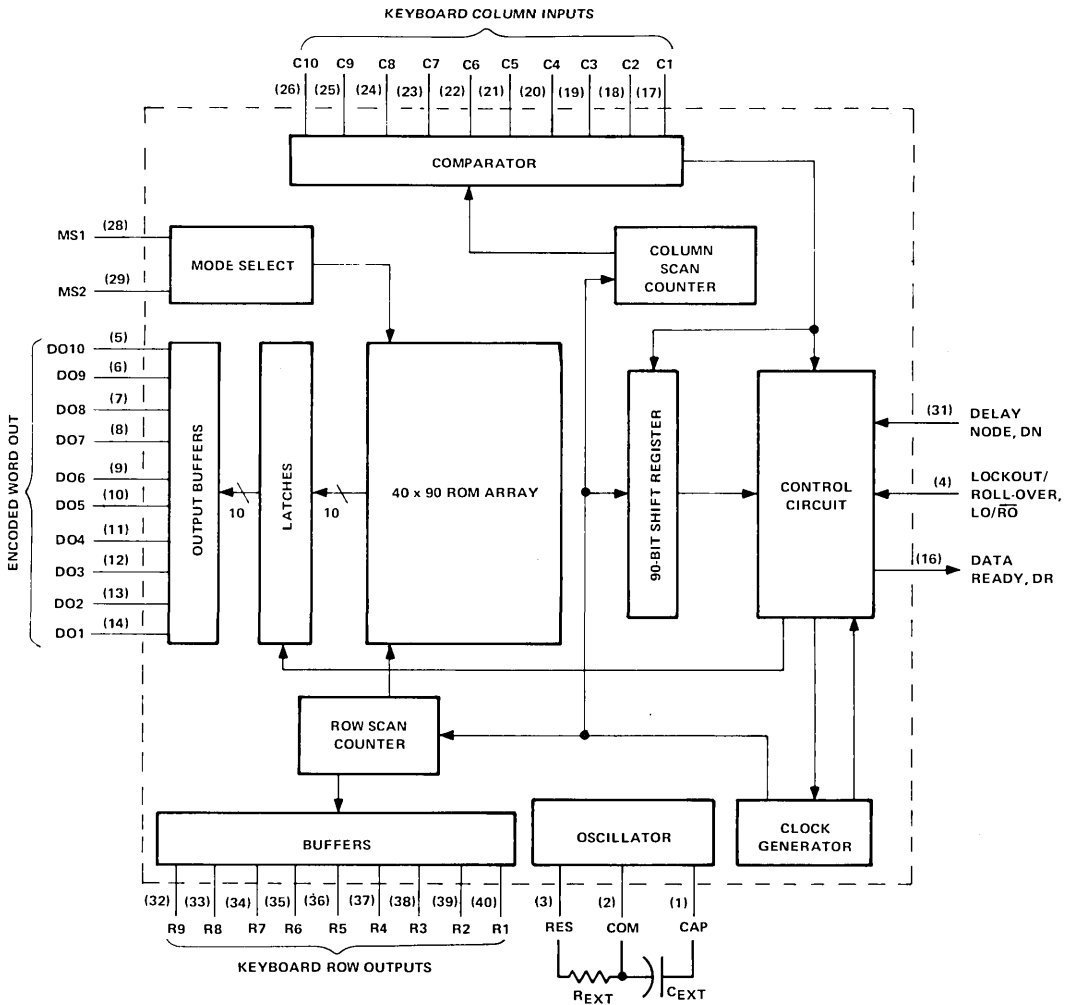 KEYBOARD COLUMN INPUTS
C10 C9 C8 C7 C6 C5 C4 C3 C2 C1
(26) (25) (24) (23) (22) (21) (20) (19) (18) (17)
COMPARATOR
MS1 (28)
MS2 (29)
MODE SELECT
COLUMN
SCAN
COUNTER
ENCODED WORD OUT
DO10 (5)
DO9 (6)
DO8 (7)
DO7 (8)
DO6 (9)
DO5 (10)
DO4 (11)
DO3 (12)
DO2 (13)
DO1 (14)
OUTPUT BUFFERS
10
LATCHES
10
40 x 90 ROM ARRAY
90-BIT SHIFT REGISTER
CONTROL
CIRCUIT
(31) DELAY
NODE, DN
(4) LOCKOUT/
ROLL-OVER,
LO/R̅O̅
(16) DATA
READY, DR
ROW SCAN
COUNTER
BUFFERS
OSCILLATOR
CLOCK
GENERATOR
(32) (33) (34) (35) (36) (37) (38) (39) (40)
R9 R8 R7 R6 R5 R4 R3 R2 R1
KEYBOARD ROW OUTPUTS
(3) (2) (1)
RES COM CAP
REXT CEXT